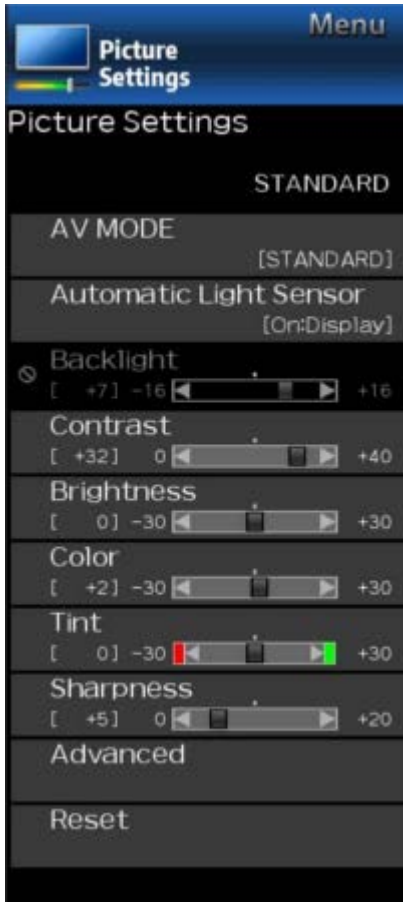 Menu
Picture
Settings
Picture Settings
STANDARD
AV MODE
[STANDARD]
Automatic Light Sensor
[On:Display]
Backlight
[ +7] -16 +16
Contrast
[ +32] 0 +40
Brightness
[ 0] -30 +30
Color
[ +2] -30 +30
Tint
[ 0] -30 +30
Sharpness
[ +5] 0 +20
Advanced
Reset